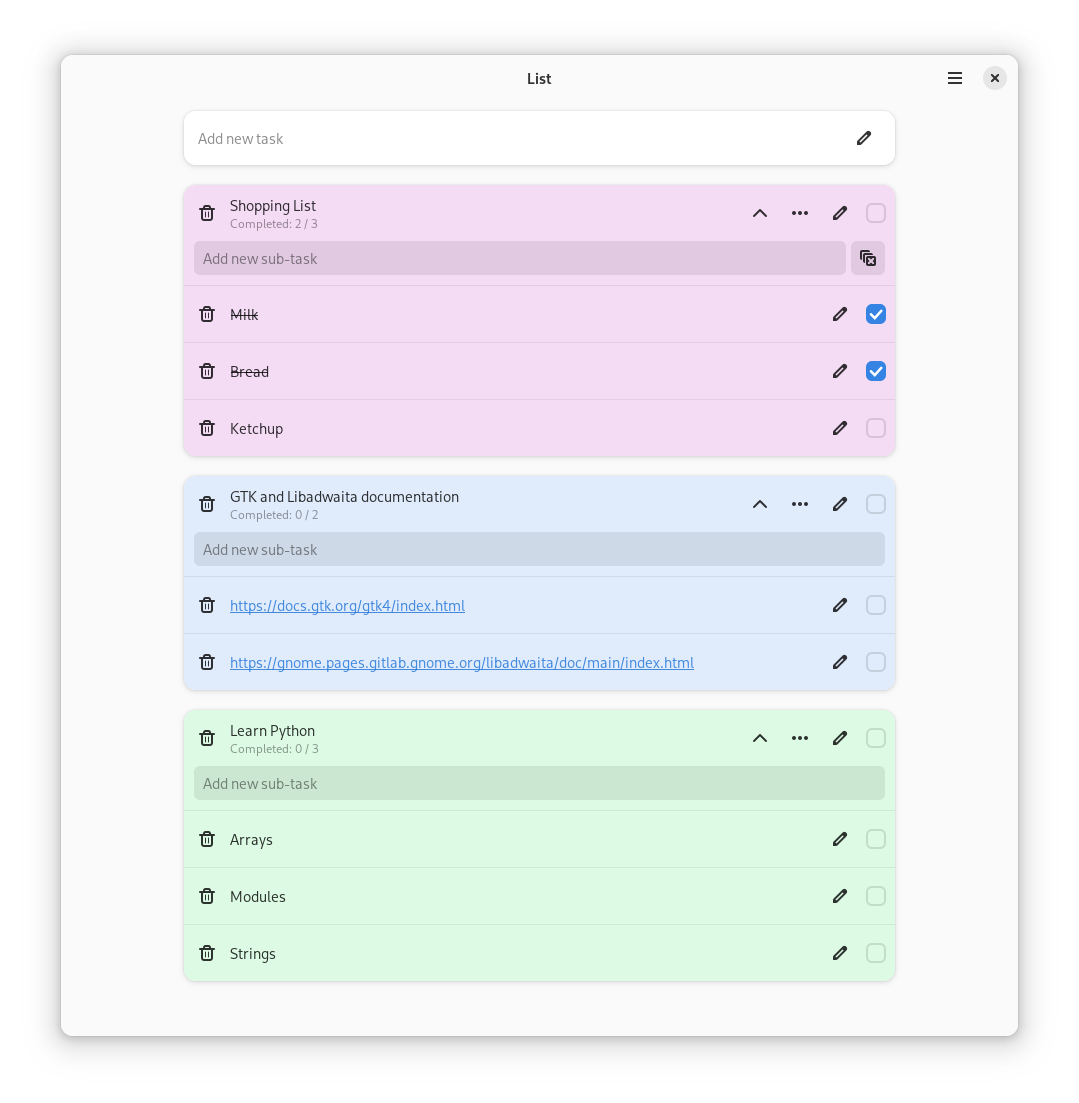 List
Add new task
Shopping List
Completed: 2 / 3
Add new sub-task
Milk
Bread
Ketchup
GTK and Libadwaita documentation
Completed: 0 / 2
Add new sub-task
https://docs.gtk.org/gtk4/index.html
https://gnome.pages.gitlab.gnome.org/libadwaita/doc/main/index.html
Learn Python
Completed: 0 / 3
Add new sub-task
Arrays
Modules
Strings